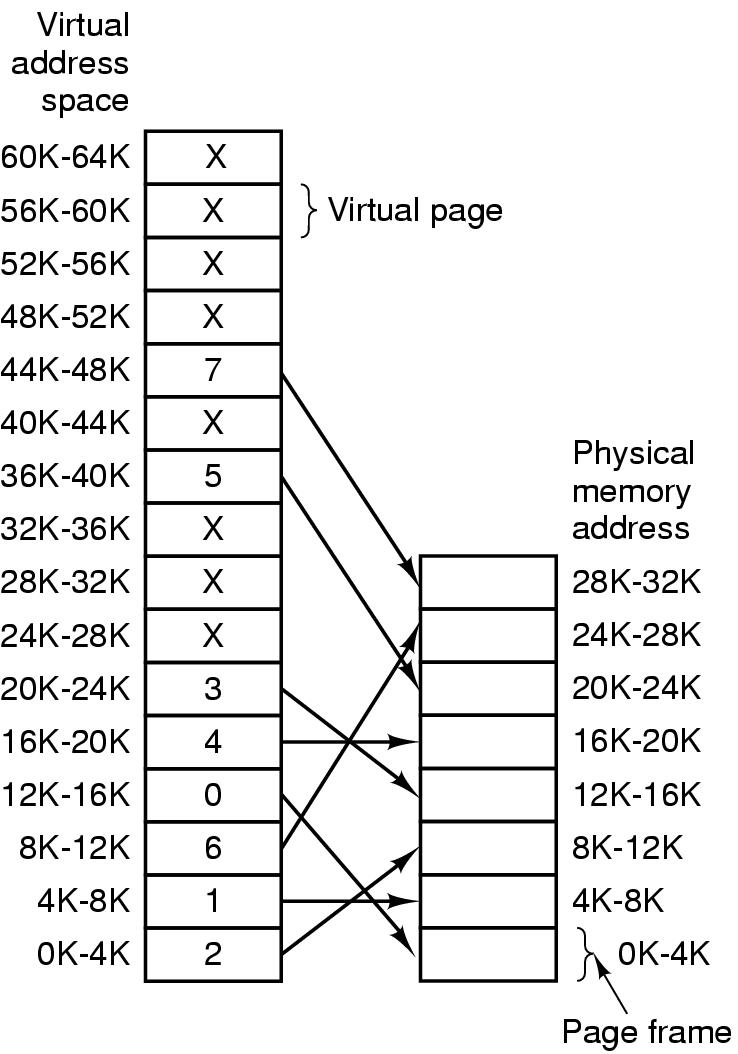 Virtual
address
space
60K-64K X
56K-60K X Virtual page
52K-56K X
48K-52K X
44K-48K 7
40K-44K X
36K-40K 5
32K-36K X
28K-32K X
24K-28K X
20K-24K 3
16K-20K 4
12K-16K 0
8K-12K 6
4K-8K 1
0K-4K 2
Physical
memory
address
28K-32K
24K-28K
20K-24K
16K-20K
12K-16K
8K-12K
4K-8K
0K-4K
Page frame